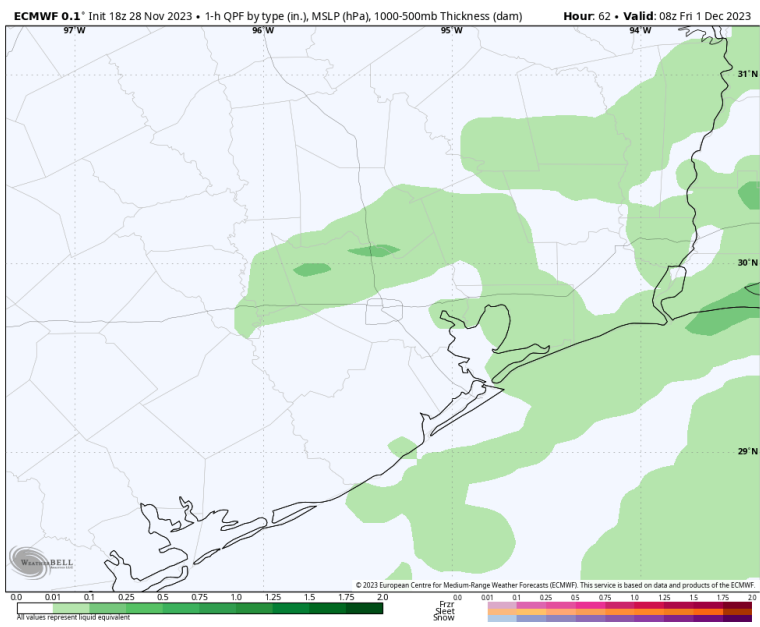 ECMWF 0.1° Init 18z 28 Nov 2023 • 1-h QPF by type (in.), MSLP (hPa), 1000-500mb Thickness (dam) Hour: 62 • Valid: 08z Fri 1 Dec 2023
97°W 96°W 95°W 94°W
31°N
30°N
29°N
WEATHERBELL
© 2023 European Centre for Medium-Range Weather Forecasts (ECMWF). This service is based on data and products of the ECMWF.
0.0 0.01 0.1 0.25 0.5 0.75 1.0 1.25 1.5 1.75 2.0
All values represent liquid equivalent
0.0 0.01 0.1 0.25 0.5 0.75 1.0 1.25 1.5 1.75 2.0
Frzr
Sleet
Snow